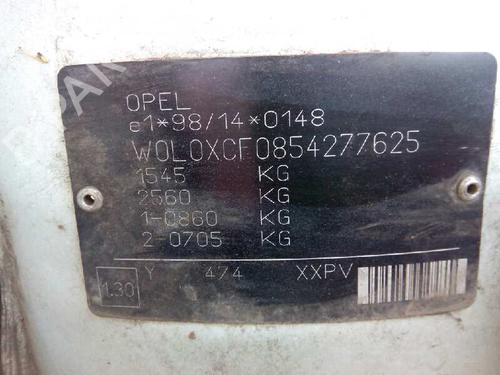 OPEL
e1*98/14*0148
W0L0XCF0854277625
1545 KG
2560 KG
1-0860 KG
2-0705 KG
1.30 Y 474 XXPV